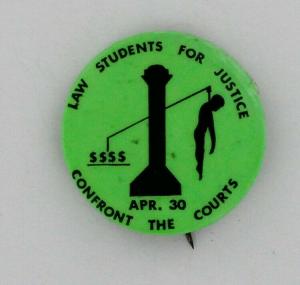 LAW STUDENTS FOR JUSTICE
$$$$
APR. 30
CONFRONT THE COURTS